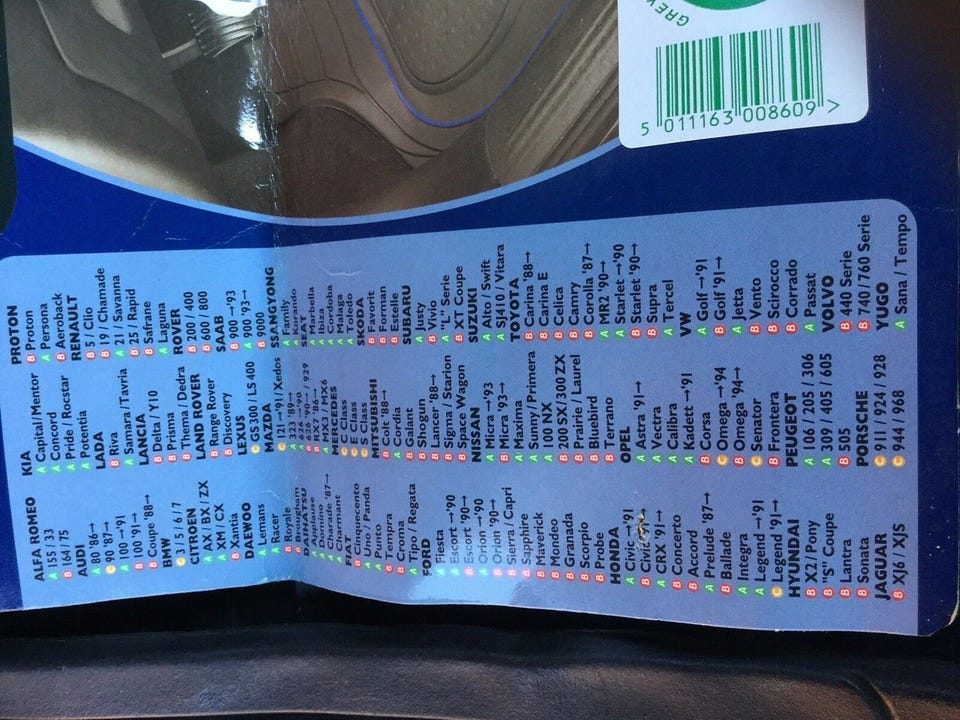 ALFA ROMEO
A 155 / 33
B 164 / 75
AUDI
A 80 '86→
C 90 '87→
A 100 →'91
A 100 '91→
B Coupe '88→
BMW
C 3 / 5 / 6 / 7
CITROEN
A AX / BX / ZX
A XM / CX
B Xantia
DAEWOO
A Lemans
A Racer
B Royale
B Brougham
DAIHATSU
A Applause
A Domino
A Charade '87→
A Charmant
FIAT
B Cinquecento
A Uno / Panda
A Punto
B Tempra
B Croma
A Tipo / Regata
FORD
A Fiesta
A Escort →'90
B Escort '90→
A Orion →'90
B Orion '90→
B Sierra / Capri
B Sapphire
B Maverick
B Mondeo
B Granada
B Scorpio
B Probe
HONDA
A Civic →'91
B Civic
A CRX '91→
B Concerto
B Accord
A Prelude '87→
B Ballade
A Integra
A Legend →'91
C Legend '91→
HYUNDAI
B X2 / Pony
B "S" Coupe
B Lantra
B Sonata
JAGUAR
B XJ6 / XJS
KIA
A Capital/Mentor
A Concord
A Pride / Rocstar
A Potentia
LADA
B Riva
A Samara / Tavria
LANCIA
B Delta / Y10
B Prisma
B Thema / Dedra
LAND ROVER
B Range Rover
B Discovery
LEXUS
C GS 300 / LS 400
MAZDA
C 121 →'91 / Xedos
A 323 '89→
A 626 →'90
B 626 '90→ / 929
B RX7 '86→
A MX3 / MX6
MERCEDES
C C Class
C E Class
C S Class
MITSUBISHI
B Colt '88→
A Cordia
B Galant
B Shogun
B Lancer '88→
B Sigma / Starion
B Space Wagon
NISSAN
A Micra →'93
B Micra '93→
A Maxima
A Sunny / Primera
A 100 NX
B 200 SX/300 ZX
B Prairie / Laurel
B Bluebird
B Terrano
OPEL
A Astra '91→
A Vectra
A Calibra
A Kadett →'91
B Corsa
C Omega →'94
B Omega '94→
C Senator
B Frontera
PEUGEOT
A 106 / 205 / 306
A 309 / 405 / 605
B 505
PORSCHE
C 911 / 924 / 928
C 944 / 968
PROTON
B Proton
A Persona
B Aeroback
RENAULT
B 5 / Clio
B 19 / Chamade
A 21 / Savanna
B 25 / Rapid
B Safrane
A Laguna
ROVER
B 200 / 400
B 600 / 800
SAAB
B 900 →'93
A 900 '93→
B 9000
SSANGYONG
A Family
A Korando
SEAT
A Marbella
A Ibiza
A Cordoba
A Malaga
A Toledo
SKODA
B Favorit
B Forman
B Estelle
SUBARU
A Justy
B Vivio
A "L" Serie
B XT Coupe
SUZUKI
A Alto / Swift
A SJ410 / Vitara
TOYOTA
B Carina '88→
B Carina E
B Celica
B Camry
B Corolla '87→
A MR2 '90→
A Starlet →'90
B Starlet '90→
B Supra
A Tercel
VW
A Golf →'91
B Golf '91→
A Jetta
B Vento
B Scirocco
B Corrado
A Passat
VOLVO
B 440 Serie
B 740 / 760 Serie
YUGO
A Sana / Tempo
GREY
5 011163 008609 >